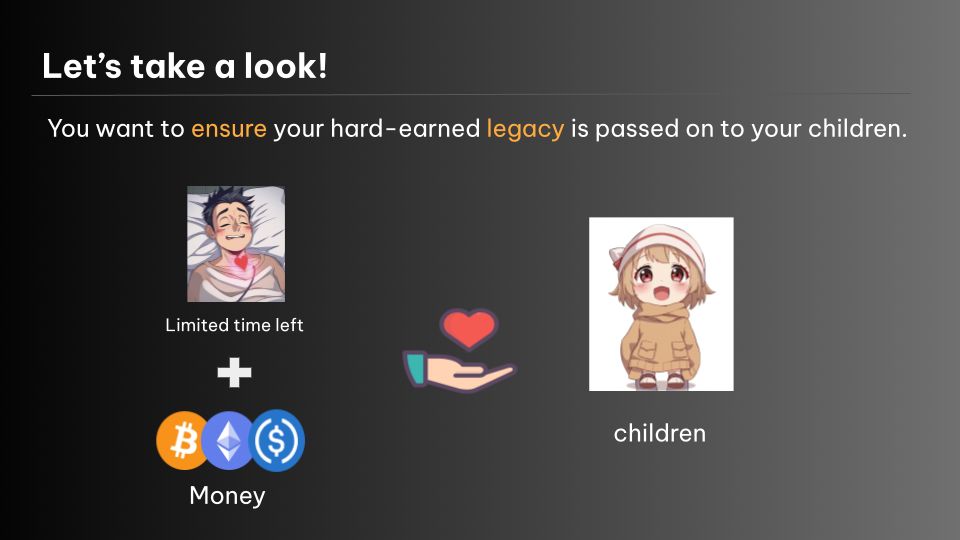 Let’s take a look!
You want to ensure your hard-earned legacy is passed on to your children.
Limited time left
children
Money